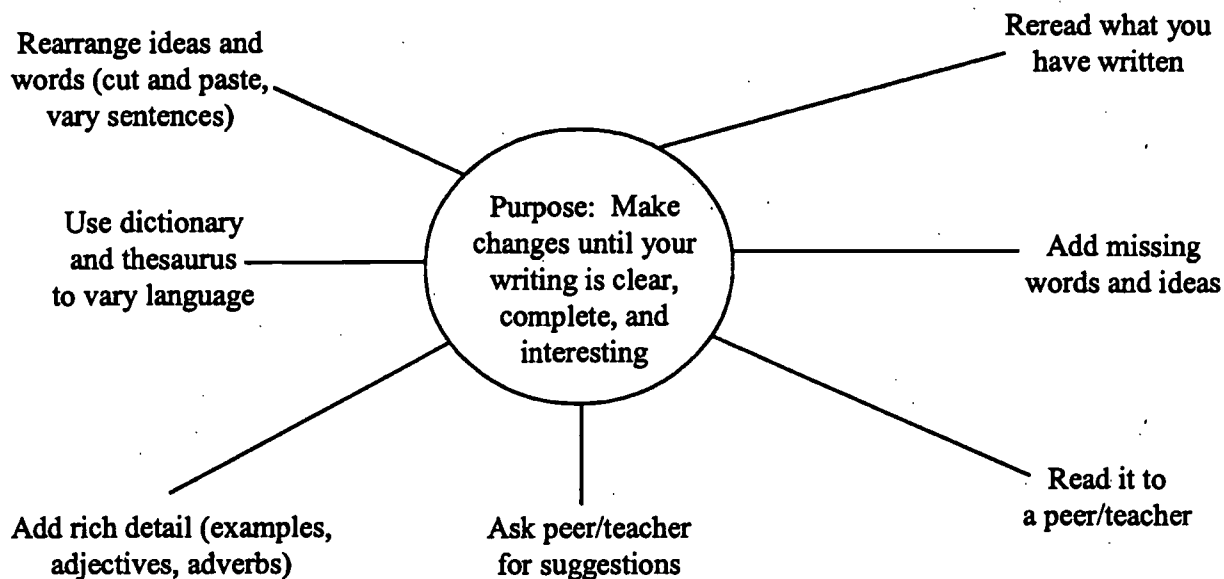 Rearrange ideas and
words (cut and paste,
vary sentences)
Reread what you
have written
Use dictionary
and thesaurus
to vary language
Purpose: Make
changes until your
writing is clear,
complete, and
interesting
Add missing
words and ideas
Add rich detail (examples,
adjectives, adverbs)
Ask peer/teacher
for suggestions
Read it to
a peer/teacher